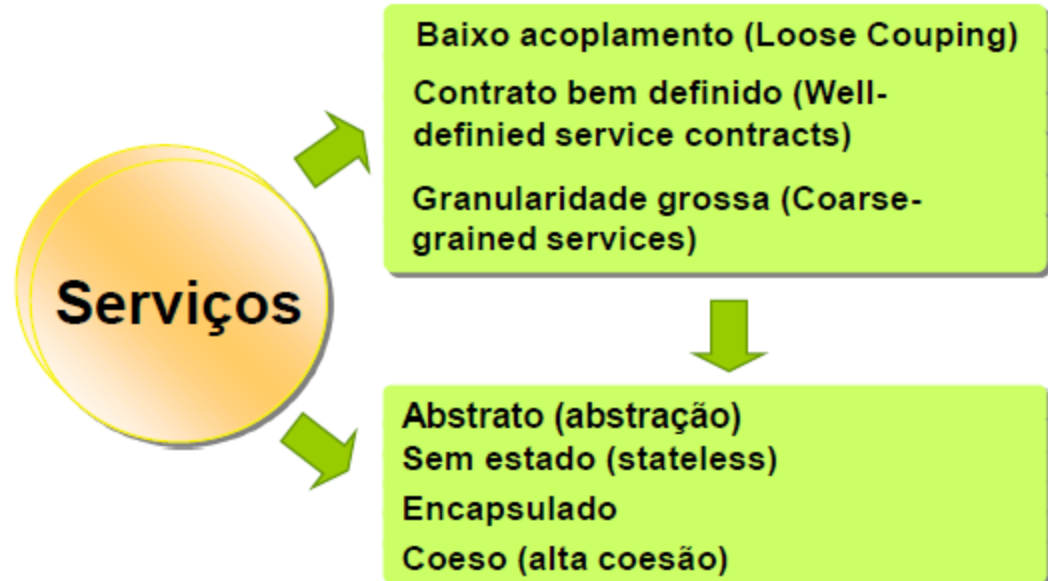 Serviços
Baixo acoplamento (Loose Couping)
Contrato bem definido (Well-
definied service contracts)
Granularidade grossa (Coarse-
grained services)
Abstrato (abstração)
Sem estado (stateless)
Encapsulado
Coeso (alta coesão)